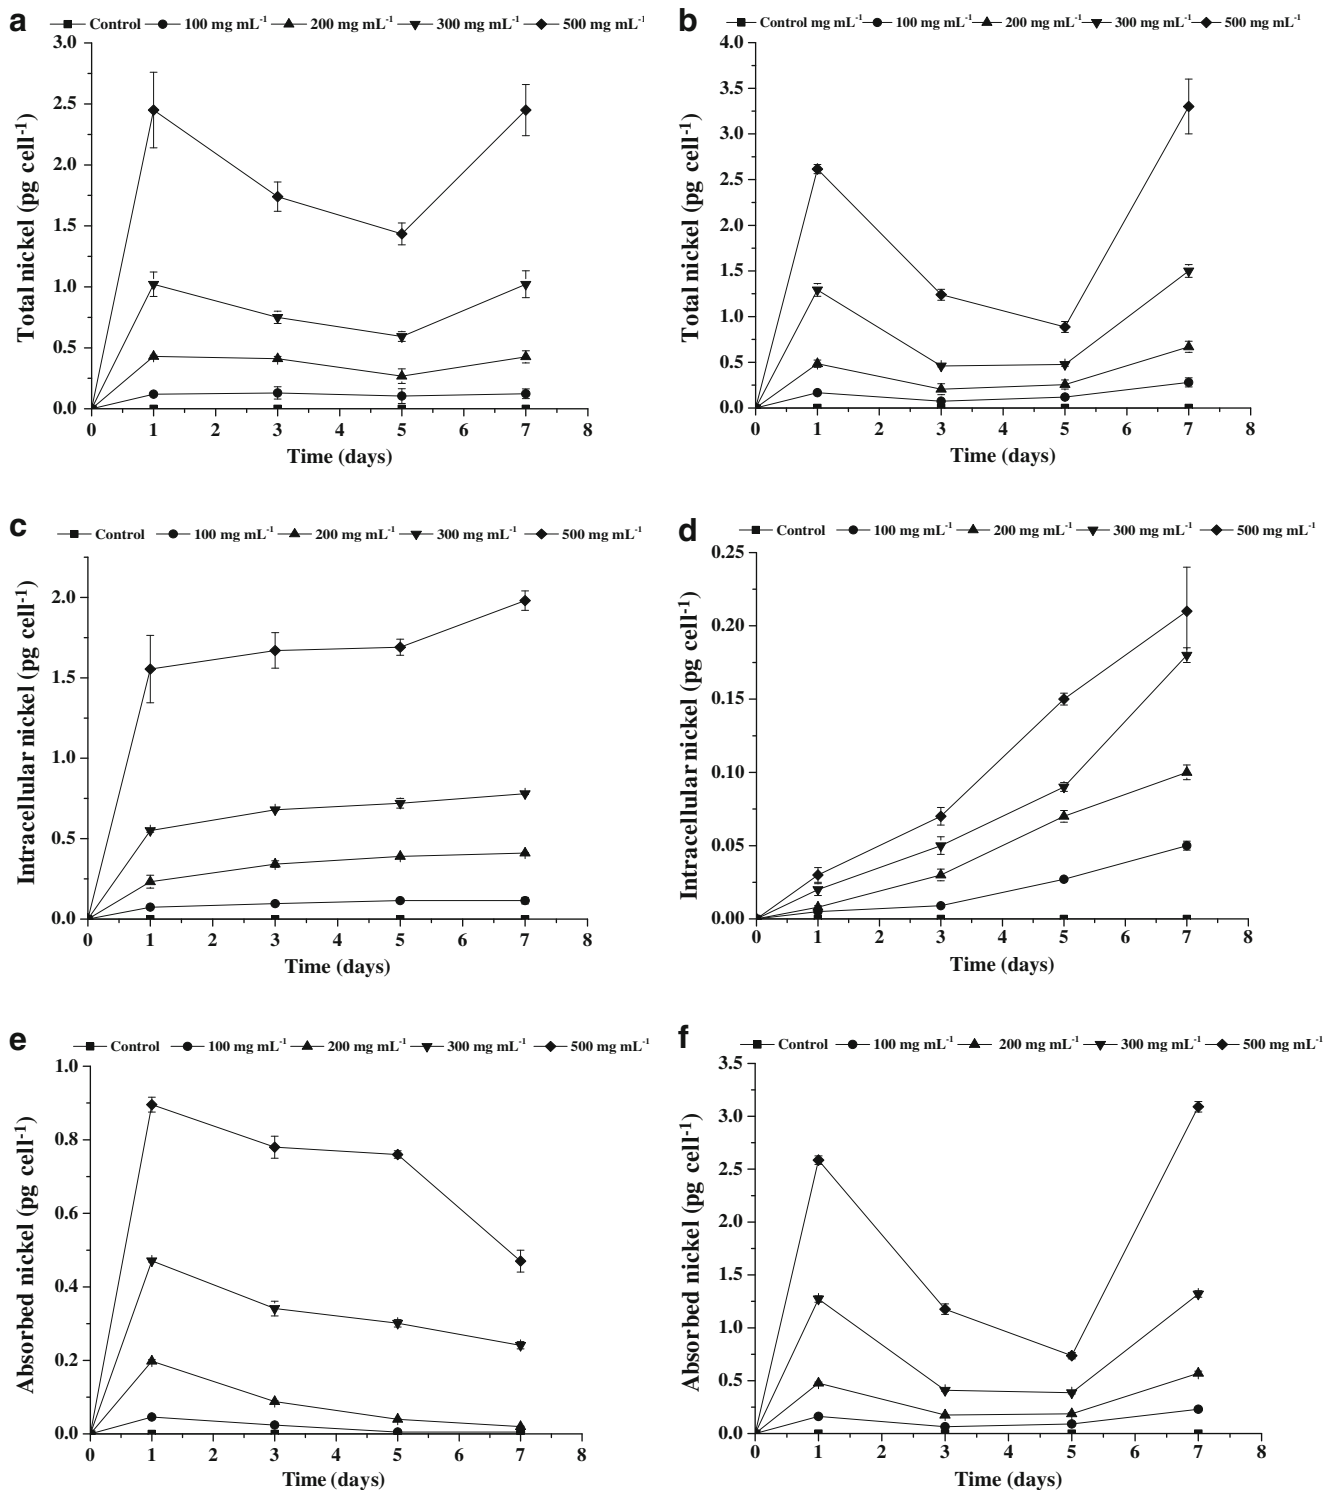 a
Control 100 mg mL⁻¹ 200 mg mL⁻¹ 300 mg mL⁻¹ 500 mg mL⁻¹
3.0
2.5
2.0
1.5
1.0
0.5
0.0
Total nickel (pg cell⁻¹)
0 1 2 3 4 5 6 7 8
Time (days)
b
Control mg mL⁻¹ 100 mg mL⁻¹ 200 mg mL⁻¹ 300 mg mL⁻¹ 500 mg mL⁻¹
4.0
3.5
3.0
2.5
2.0
1.5
1.0
0.5
0.0
Total nickel (pg cell⁻¹)
0 1 2 3 4 5 6 7 8
Time (days)
c
Control 100 mg mL⁻¹ 200 mg mL⁻¹ 300 mg mL⁻¹ 500 mg mL⁻¹
2.0
1.5
1.0
0.5
0.0
Intracellular nickel (pg cell⁻¹)
0 1 2 3 4 5 6 7 8
Time (days)
d
Control 100 mg mL⁻¹ 200 mg mL⁻¹ 300 mg mL⁻¹ 500 mg mL⁻¹
0.25
0.20
0.15
0.10
0.05
0.00
Intracellular nickel (pg cell⁻¹)
0 1 2 3 4 5 6 7 8
Time (days)
e
Control 100 mg mL⁻¹ 200 mg mL⁻¹ 300 mg mL⁻¹ 500 mg mL⁻¹
1.0
0.8
0.6
0.4
0.2
0.0
Absorbed nickel (pg cell⁻¹)
0 1 2 3 4 5 6 7 8
Time (days)
f
Control 100 mg mL⁻¹ 200 mg mL⁻¹ 300 mg mL⁻¹ 500 mg mL⁻¹
3.5
3.0
2.5
2.0
1.5
1.0
0.5
0.0
Absorbed nickel (pg cell⁻¹)
0 1 2 3 4 5 6 7 8
Time (days)